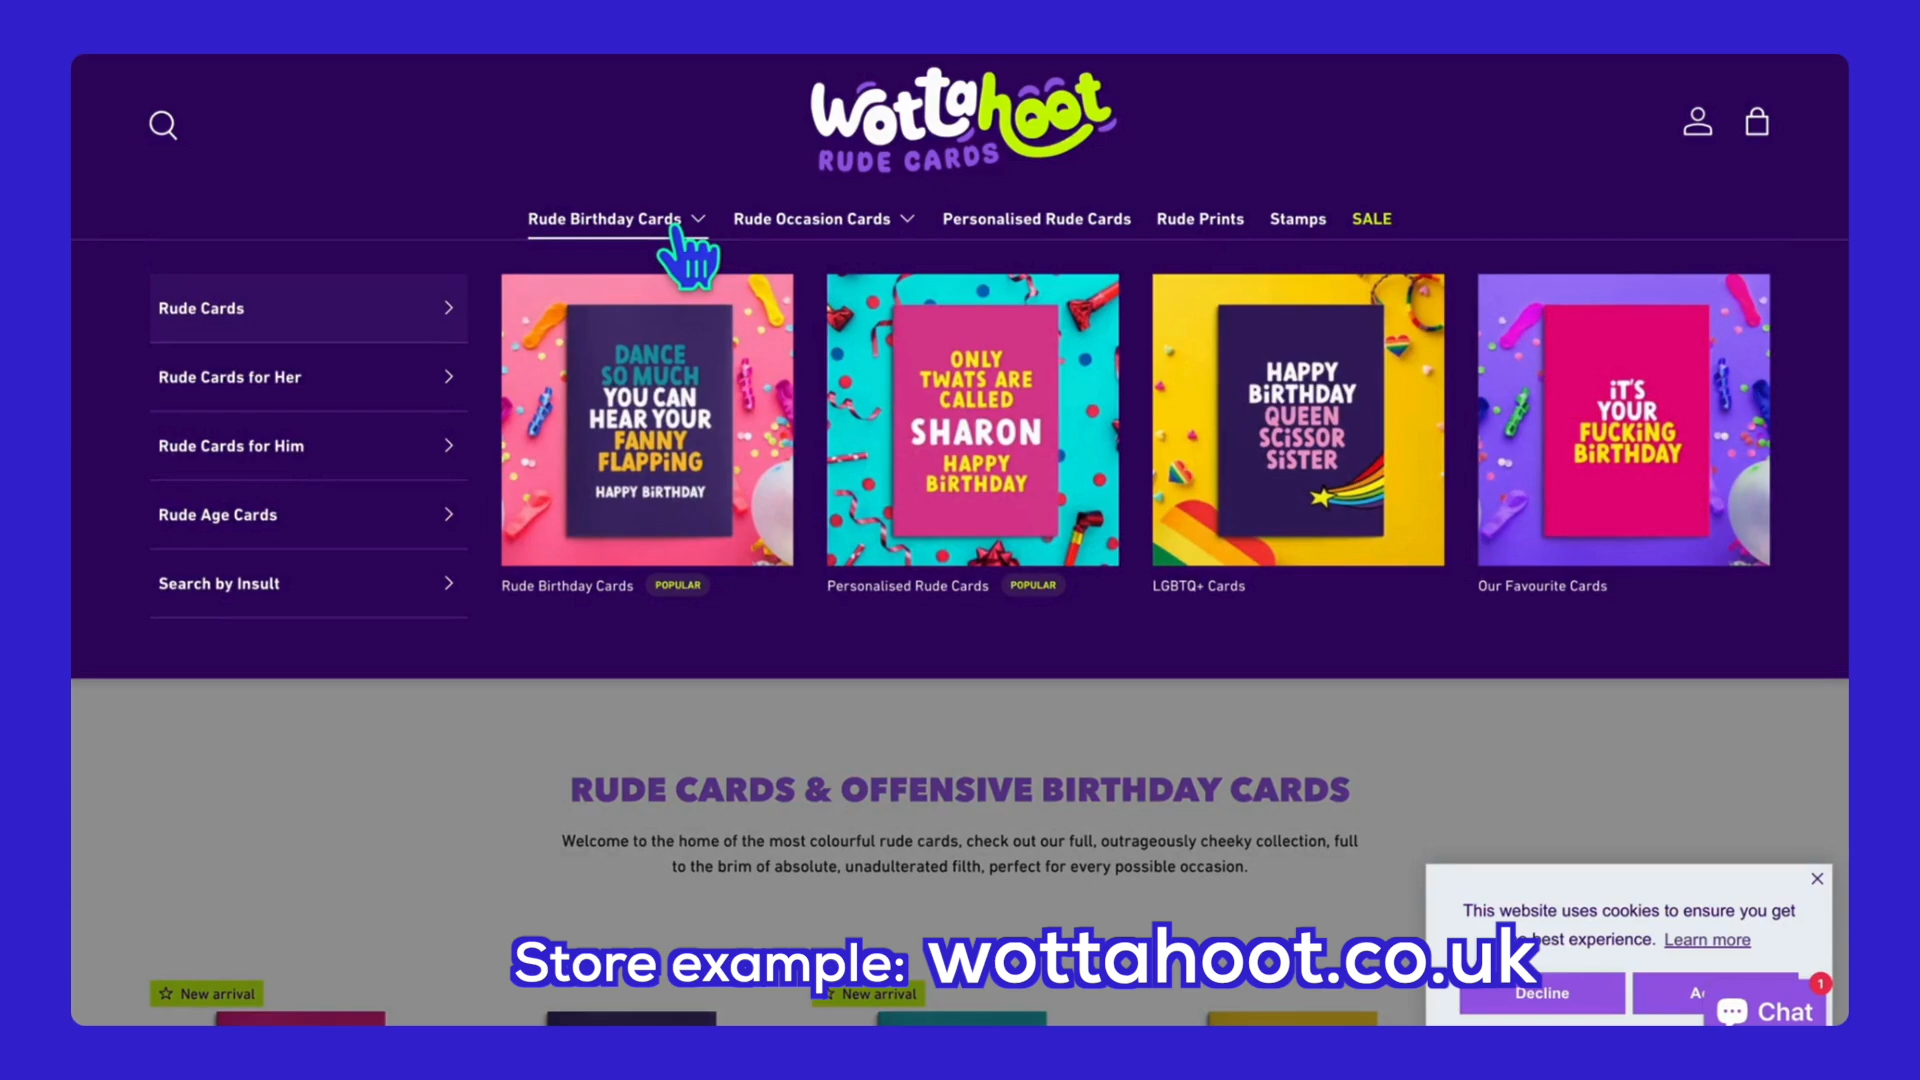 wottahoot
RUDE CARDS
Rude Birthday Cards
Rude Occasion Cards
Personalised Rude Cards
Rude Prints
Stamps
SALE
Rude Cards
Rude Cards for Her
Rude Cards for Him
Rude Age Cards
Search by Insult
DANCE
SO MUCH
YOU CAN
HEAR YOUR
FANNY
FLAPPiNG
HAPPY BiRTHDAY
Rude Birthday Cards
POPULAR
ONLY
TWATS ARE
CALLED
SHARON
HAPPY
BiRTHDAY
Personalised Rude Cards
POPULAR
HAPPY
BiRTHDAY
QUEEN
SCiSSOR
SiSTER
LGBTQ+ Cards
iT'S
YOUR
FUCKiNG
BiRTHDAY
Our Favourite Cards
RUDE CARDS & OFFENSIVE BIRTHDAY CARDS
Welcome to the home of the most colourful rude cards, check out our full, outrageously cheeky collection, full
to the brim of absolute, unadulterated filth, perfect for every possible occasion.
This website uses cookies to ensure you get
best experience. Learn more
Store example: wottahoot.co.uk
New arrival
New arrival
Decline
Chat
1